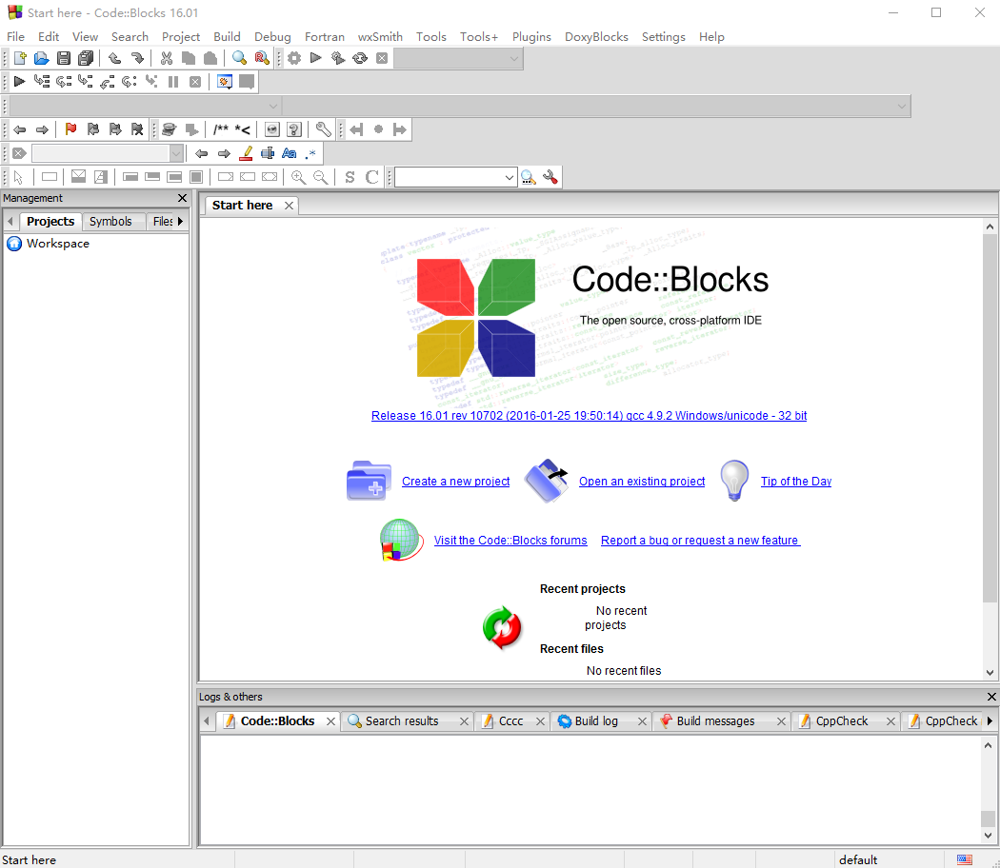 Start here - Code::Blocks 16.01
File Edit View Search Project Build Debug Fortran wxSmith Tools Tools+ Plugins DoxyBlocks Settings Help
/** *<
Aa .*
S C
Management
Projects Symbols Files
Workspace
Start here
Code::Blocks
The open source, cross-platform IDE
Release 16.01 rev 10702 (2016-01-25 19:50:14) gcc 4.9.2 Windows/unicode - 32 bit
Create a new project Open an existing project Tip of the Day
Visit the Code::Blocks forums Report a bug or request a new feature
Recent projects
No recent
projects
Recent files
No recent files
Logs & others
Code::Blocks Search results Cccc Build log Build messages CppCheck CppCheck
Start here default